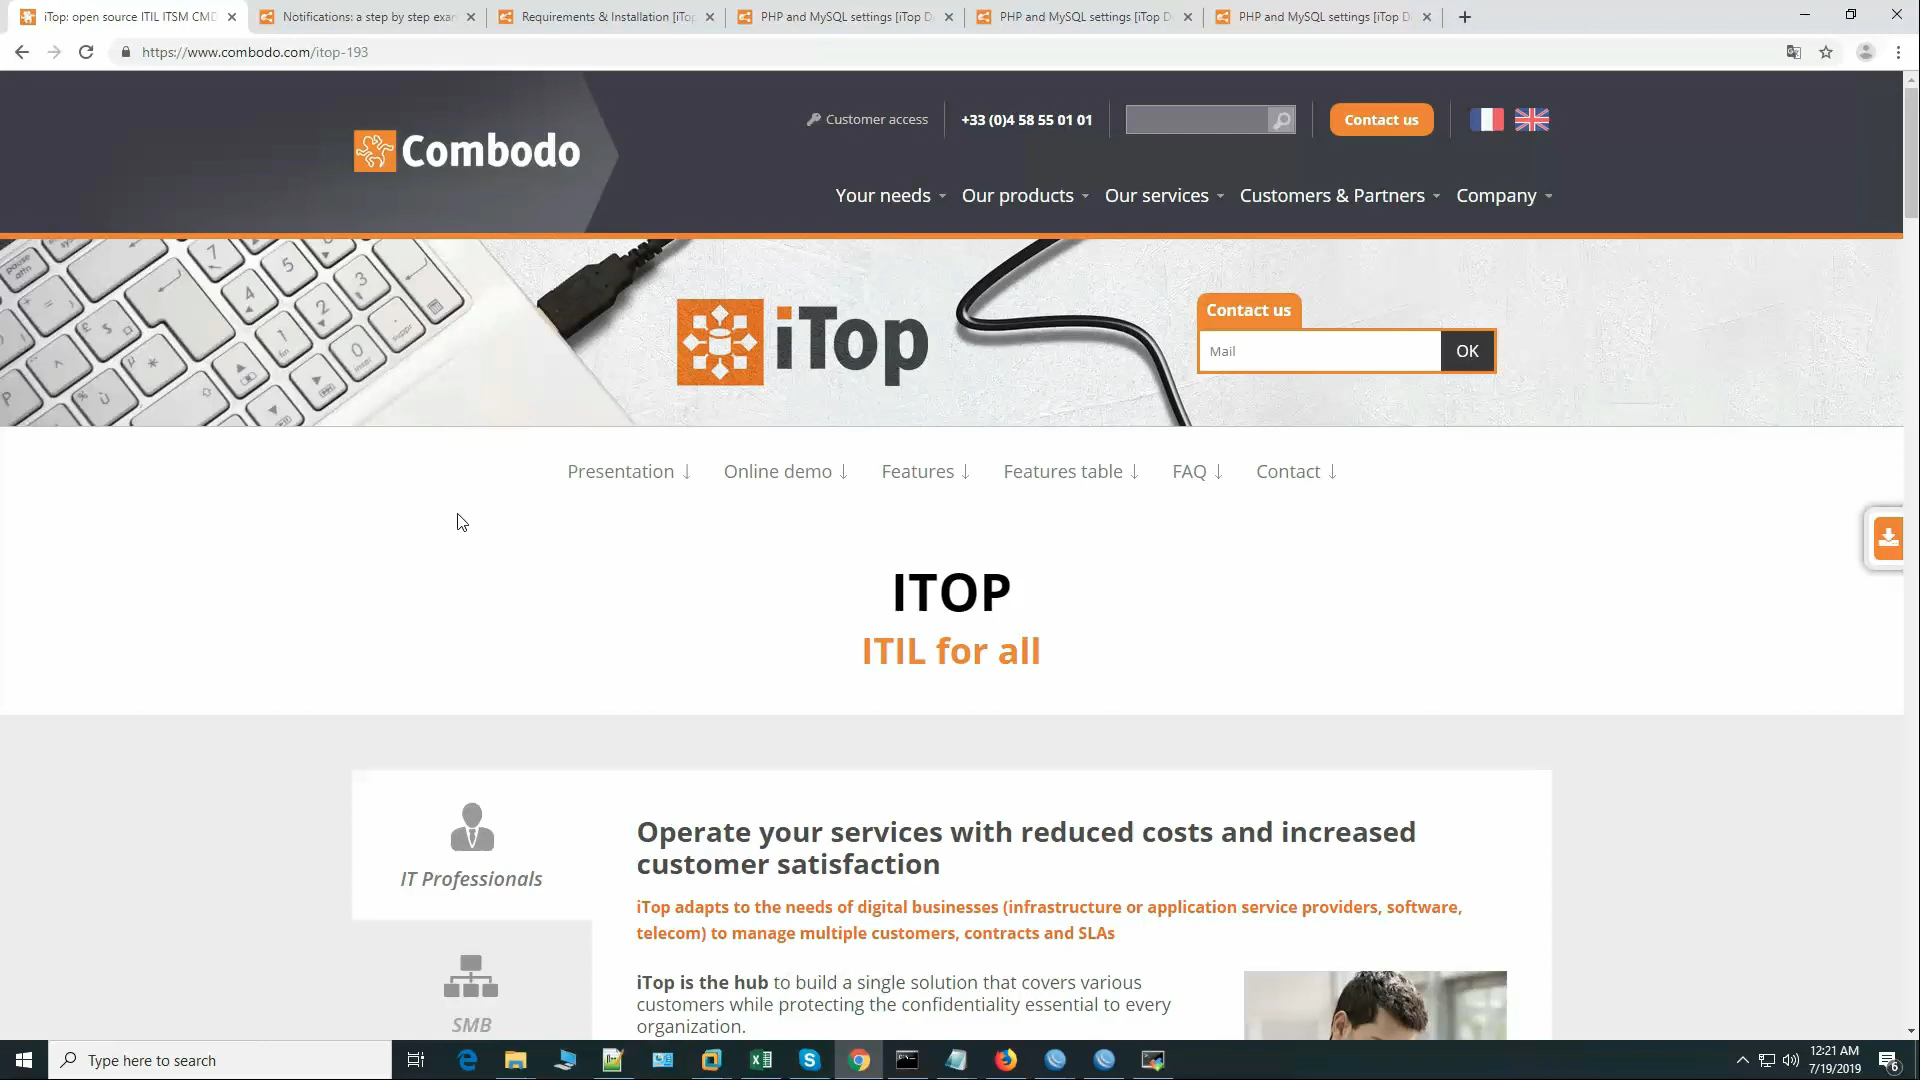 iTop: open source ITIL ITSM CMD
Notifications: a step by step exa
Requirements & Installation [iTop
PHP and MySQL settings [iTop D
PHP and MySQL settings [iTop D
PHP and MySQL settings [iTop D
https://www.combodo.com/itop-193
Customer access
+33 (0)4 58 55 01 01
Contact us
Combodo
Your needs
Our products
Our services
Customers & Partners
Company
iTop
Contact us
Mail
OK
Presentation
Online demo
Features
Features table
FAQ
Contact
ITOP
ITIL for all
IT Professionals
SMB
Operate your services with reduced costs and increased
customer satisfaction
iTop adapts to the needs of digital businesses (infrastructure or application service providers, software,
telecom) to manage multiple customers, contracts and SLAs
iTop is the hub to build a single solution that covers various
customers while protecting the confidentiality essential to every
organization.
Type here to search
12:21 AM
7/19/2019
6